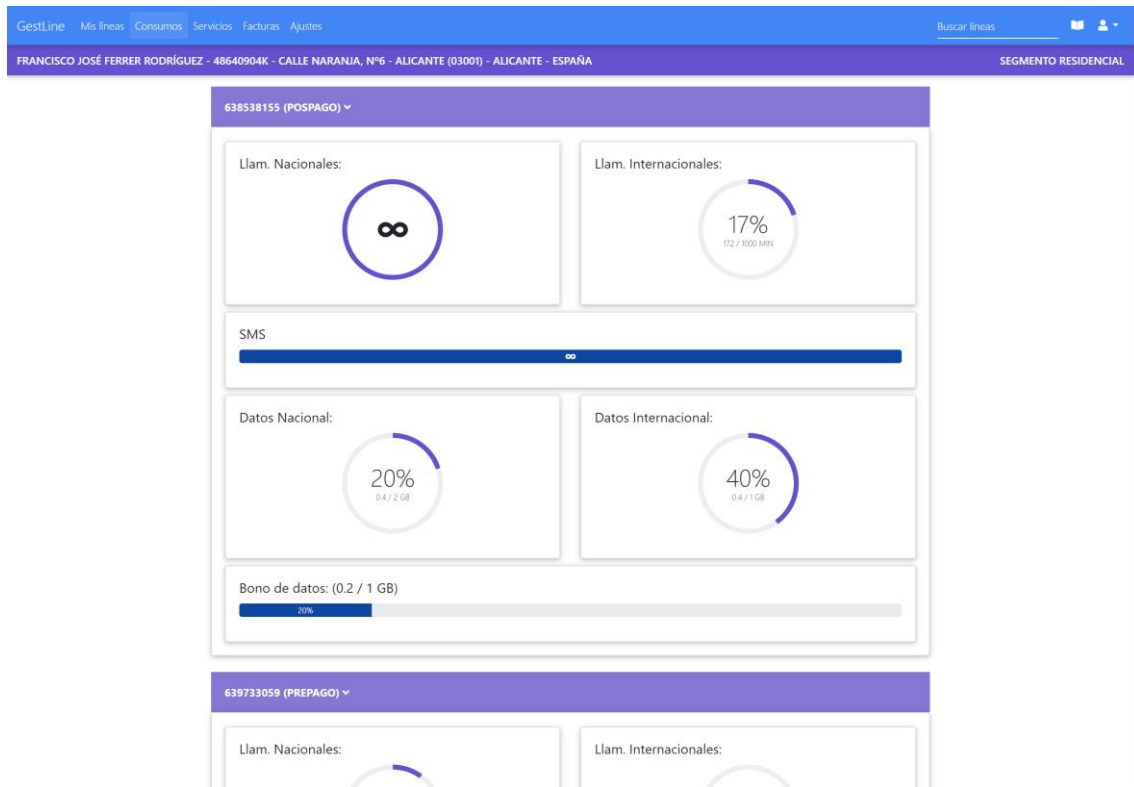 GestLine Mis líneas Consumos Servicios Facturas Ajustes Buscar líneas
FRANCISCO JOSÉ FERRER RODRÍGUEZ - 48640904K - CALLE NARANJA, Nº6 - ALICANTE (03001) - ALICANTE - ESPAÑA SEGMENTO RESIDENCIAL
638538155 (POSPAGO)
Llam. Nacionales: Llam. Internacionales:
∞ 17%
172 / 1000 MIN
SMS
∞
Datos Nacional: Datos Internacional:
20% 40%
0.4 / 2 GB 0.4 / 1 GB
Bono de datos: (0.2 / 1 GB)
20%
639733059 (PREPAGO)
Llam. Nacionales: Llam. Internacionales: